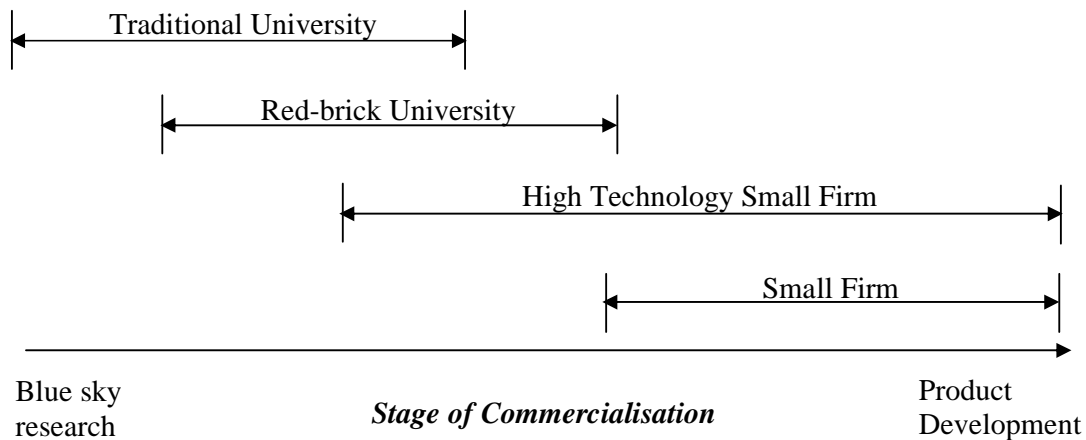 Traditional University
Red-brick University
High Technology Small Firm
Small Firm
Blue sky
research
Stage of Commercialisation
Product
Development